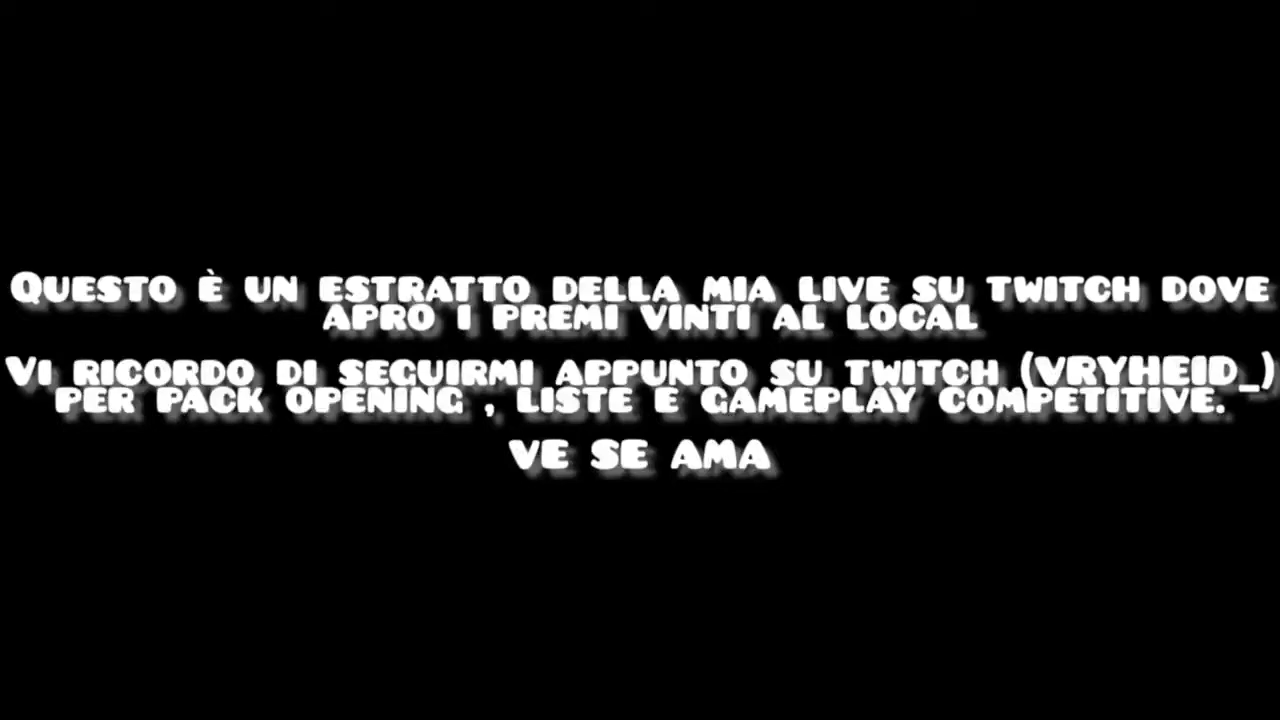 Questo è un estratto della mia live su twitch dove
apro i premi vinti al local
Vi ricordo di seguirmi appunto su twitch (VRYHEID_)
per pack opening , liste e gameplay competitive.
VE SE AMA